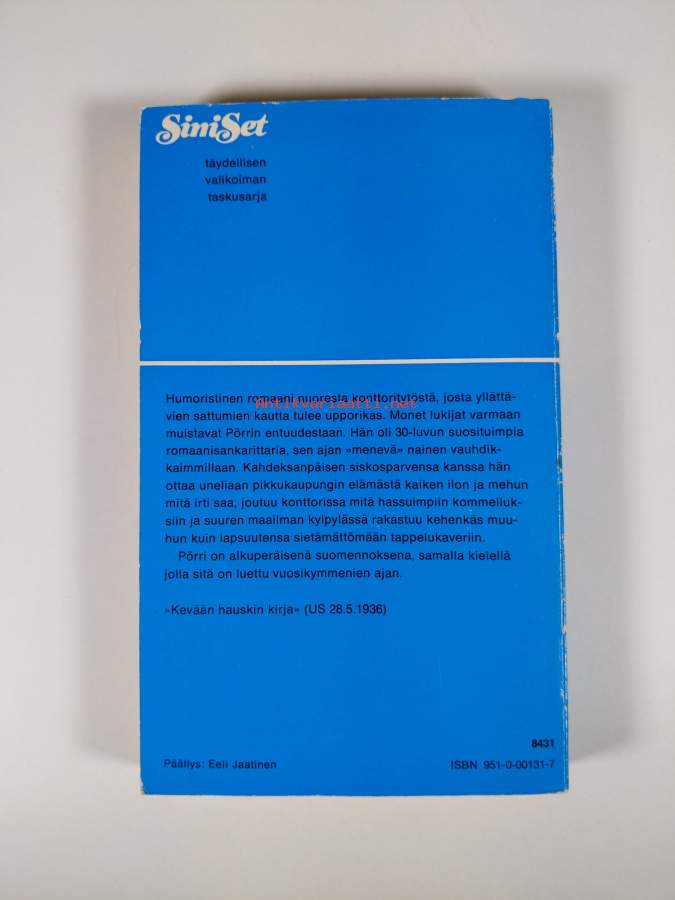 SiniSet
täydellisen
valikoiman
taskusarja
Humoristinen romaani nuoresta konttoritytöstä, josta yllättä-
Antikvariaatti.net
vien sattumien kautta tulee upporikas. Monet lukijat varmaan
muistavat Pörrin entuudestaan. Hän oli 30-luvun suosituimpia
romaanisankarittaria, sen ajan »menevä» nainen vauhdik-
kaimmillaan. Kahdeksanpäisen siskosparvensa kanssa hän
ottaa uneliaan pikkukaupungin elämästä kaiken ilon ja mehun
mitä irti saa, joutuu konttorissa mitä hassuimpiin kommelluk-
siin ja suuren maailman kylpylässä rakastuu kehenkäs muu-
hun kuin lapsuutensa sietämättömään tappelukaveriin.
Pörri on alkuperäisenä suomennoksena, samalla kielellä
jolla sitä on luettu vuosikymmenien ajan.
»Kevään hauskin kirja» (US 28.5.1936)
8431
Päällys: Eeli Jaatinen
ISBN 951-0-00131-7